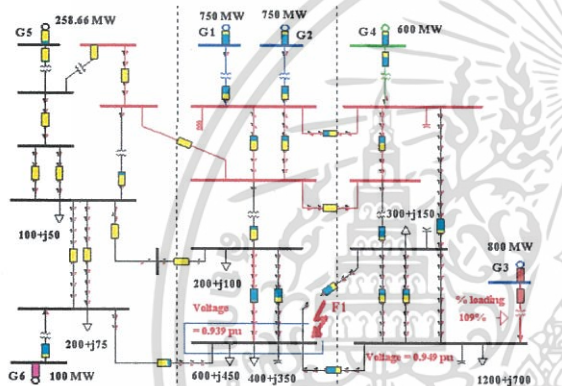 G5 258.66 MW
750 MW
750 MW
G1
G2
G4
600 MW
100+j50
200+j100
300+j150
800 MW
G3
% loading
109%
Voltage
= 0.939 pu
F1
Voltage = 0.949 pu
200+j75
600+j450
400+j350
1200+j700
G6
100 MW